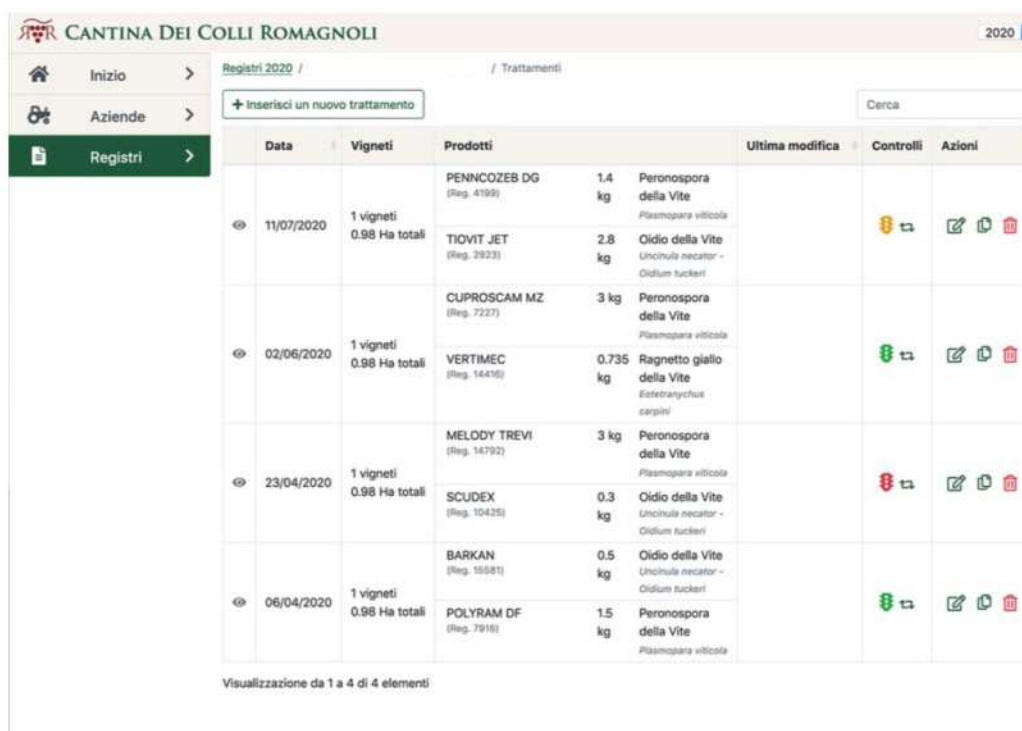 CANTINA DEI COLLI ROMAGNOLI
2020
Inizio
Aziende
Registri
Registri 2020 / / Trattamenti
+ Inserisci un nuovo trattamento
Cerca
Data Vigneti Prodotti Ultima modifica Controlli Azioni
11/07/2020
1 vigneti
0.98 Ha totali
PENNCOZEB DG
(Reg. 4199)
1.4
kg
Peronospora
della Vite
Plasmopara viticola
TIOVIT JET
(Reg. 2923)
2.8
kg
Oidio della Vite
Uncinula necator -
Oidium tuckeri
02/06/2020
1 vigneti
0.98 Ha totali
CUPROSCAM MZ
(Reg. 7227)
3 kg
Peronospora
della Vite
Plasmopara viticola
VERTIMEC
(Reg. 14416)
0.735
kg
Ragnetto giallo
della Vite
Eotetranychus
carpini
23/04/2020
1 vigneti
0.98 Ha totali
MELODY TREVI
(Reg. 14792)
3 kg
Peronospora
della Vite
Plasmopara viticola
SCUDEX
(Reg. 10425)
0.3
kg
Oidio della Vite
Uncinula necator -
Oidium tuckeri
06/04/2020
1 vigneti
0.98 Ha totali
BARKAN
(Reg. 15581)
0.5
kg
Oidio della Vite
Uncinula necator -
Oidium tuckeri
POLYRAM DF
(Reg. 7916)
1.5
kg
Peronospora
della Vite
Plasmopara viticola
Visualizzazione da 1 a 4 di 4 elementi